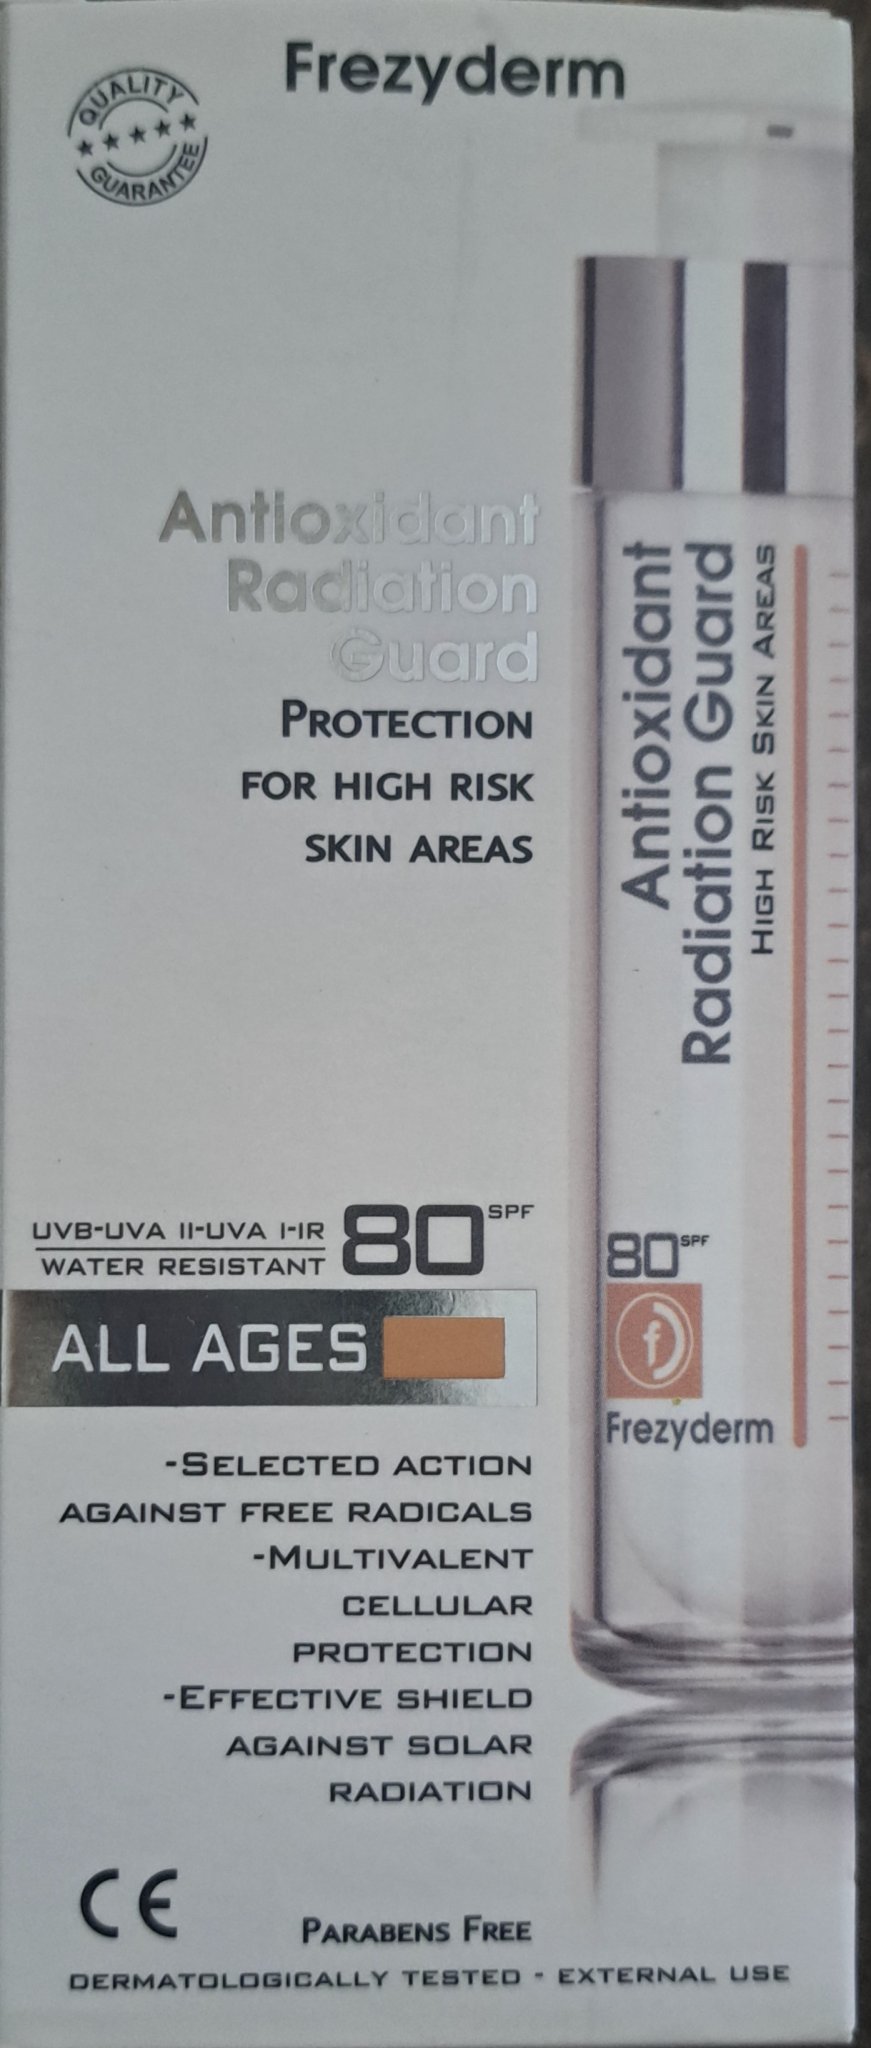 Frezyderm
QUALITY
GUARANTEE
Antioxidant
Radiation
Guard
PROTECTION
FOR HIGH RISK
SKIN AREAS
UVB-UVA II-UVA I-IR
WATER RESISTANT
80 SPF
ALL AGES
-SELECTED ACTION
AGAINST FREE RADICALS
-MULTIVALENT
CELLULAR
PROTECTION
-EFFECTIVE SHIELD
AGAINST SOLAR
RADIATION
CE
PARABENS FREE
DERMATOLOGICALLY TESTED - EXTERNAL USE
Antioxidant
Radiation Guard
HIGH RISK SKIN AREAS
80 SPF
f
Frezyderm